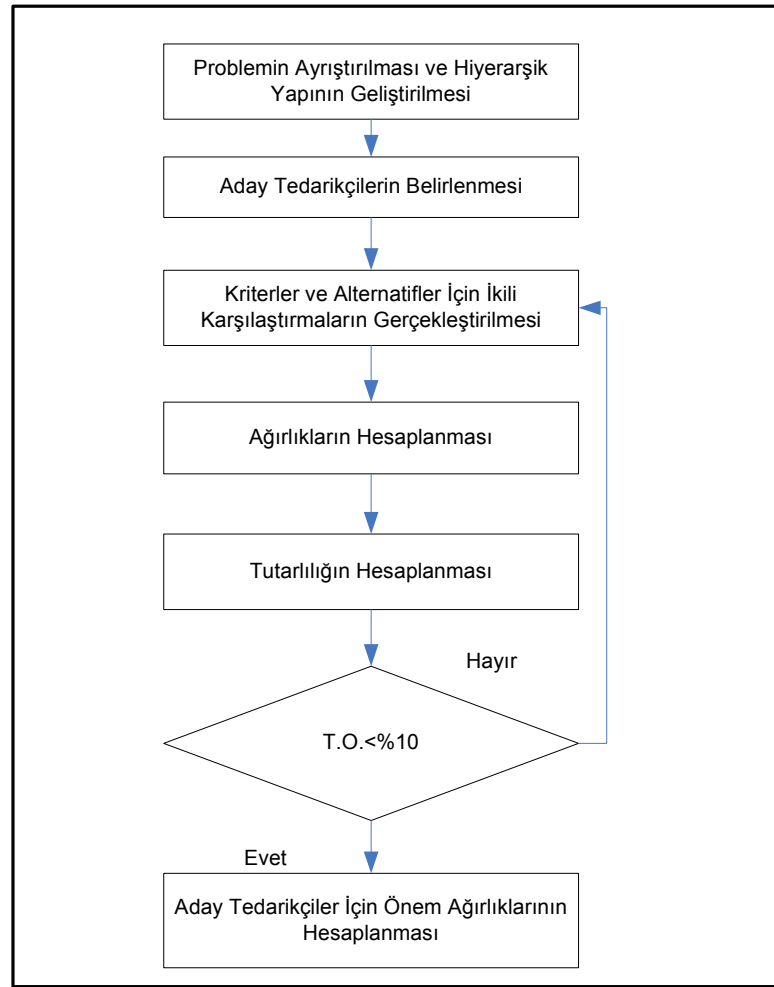 Problemin Ayrıştırılması ve Hiyerarşik
Yapının Geliştirilmesi
Aday Tedarikçilerin Belirlenmesi
Kriterler ve Alternatifler İçin İkili
Karşılaştırmaların Gerçekleştirilmesi
Ağırlıkların Hesaplanması
Tutarlılığın Hesaplanması
Hayır
T.O.<%10
Evet
Aday Tedarikçiler İçin Önem Ağırlıklarının
Hesaplanması